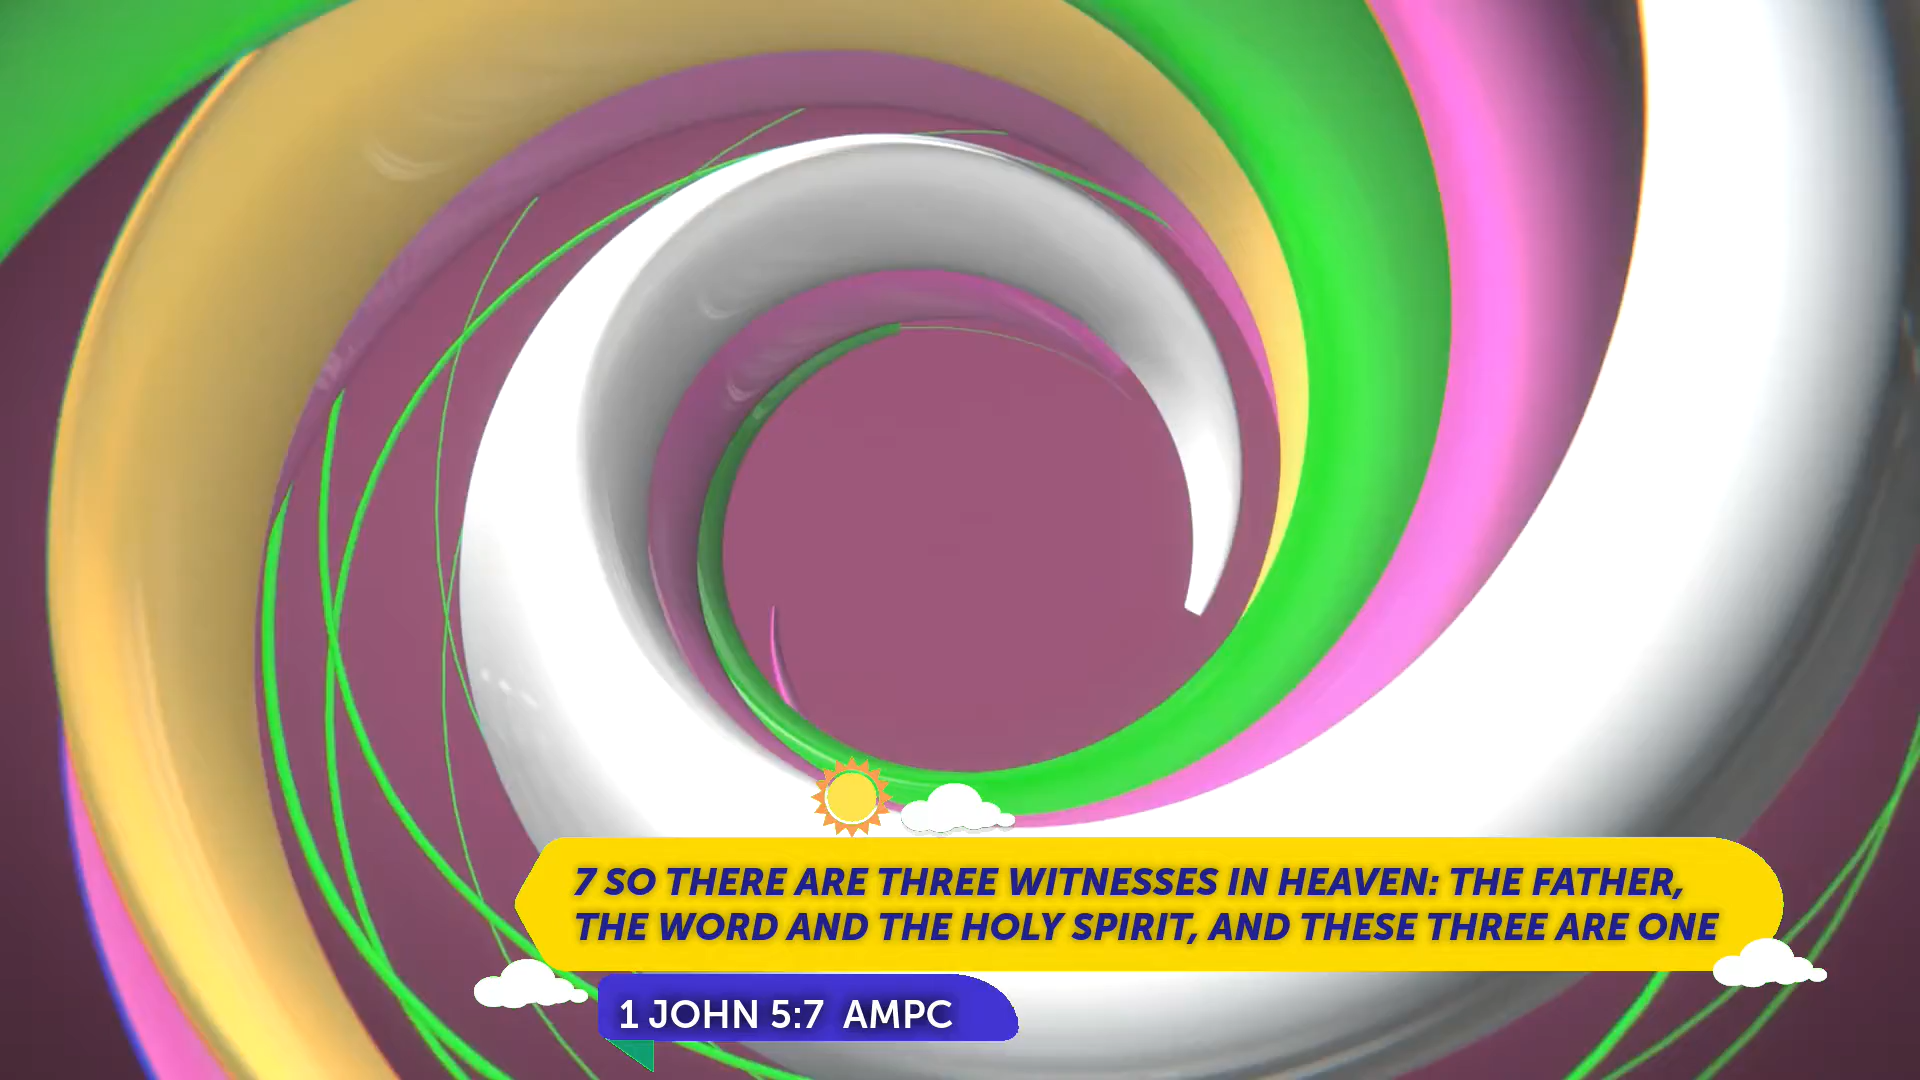 7 SO THERE ARE THREE WITNESSES IN HEAVEN: THE FATHER,
THE WORD AND THE HOLY SPIRIT, AND THESE THREE ARE ONE
1 JOHN 5:7 AMPC